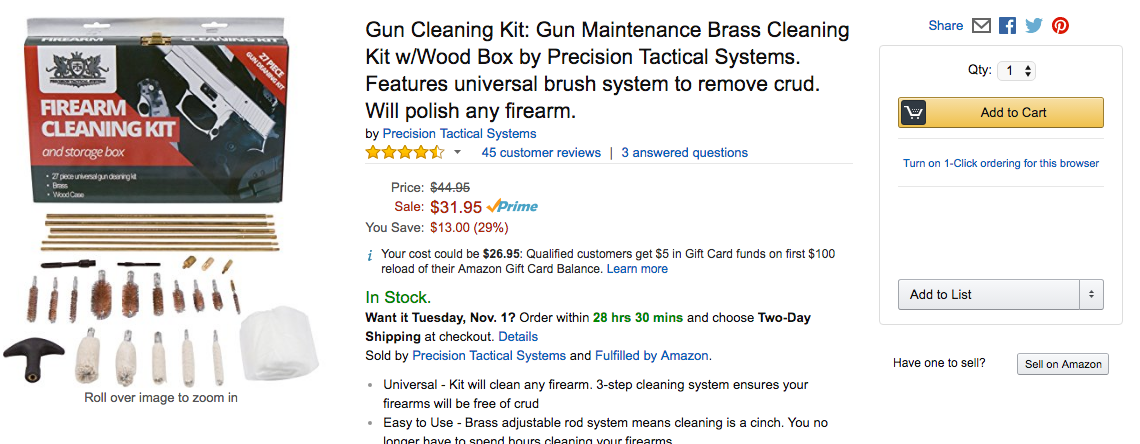 FIREARM CLEANING KIT
27 PIECE
GUN CLEANING KIT
FIREARM
CLEANING KIT
and storage box
• 27 piece universal gun cleaning kit
• Brass
• Wood Case
Roll over image to zoom in
Gun Cleaning Kit: Gun Maintenance Brass Cleaning
Kit w/Wood Box by Precision Tactical Systems.
Features universal brush system to remove crud.
Will polish any firearm.
by Precision Tactical Systems
45 customer reviews | 3 answered questions
Price: $44.95
Sale: $31.95 Prime
You Save: $13.00 (29%)
Your cost could be $26.95: Qualified customers get $5 in Gift Card funds on first $100
reload of their Amazon Gift Card Balance. Learn more
In Stock.
Want it Tuesday, Nov. 1? Order within 28 hrs 30 mins and choose Two-Day
Shipping at checkout. Details
Sold by Precision Tactical Systems and Fulfilled by Amazon.
• Universal - Kit will clean any firearm. 3-step cleaning system ensures your
firearms will be free of crud
• Easy to Use - Brass adjustable rod system means cleaning is a cinch. You no
longer have to spend hours cleaning your firearms
Share
Qty: 1
Add to Cart
Turn on 1-Click ordering for this browser
Add to List
Have one to sell? Sell on Amazon